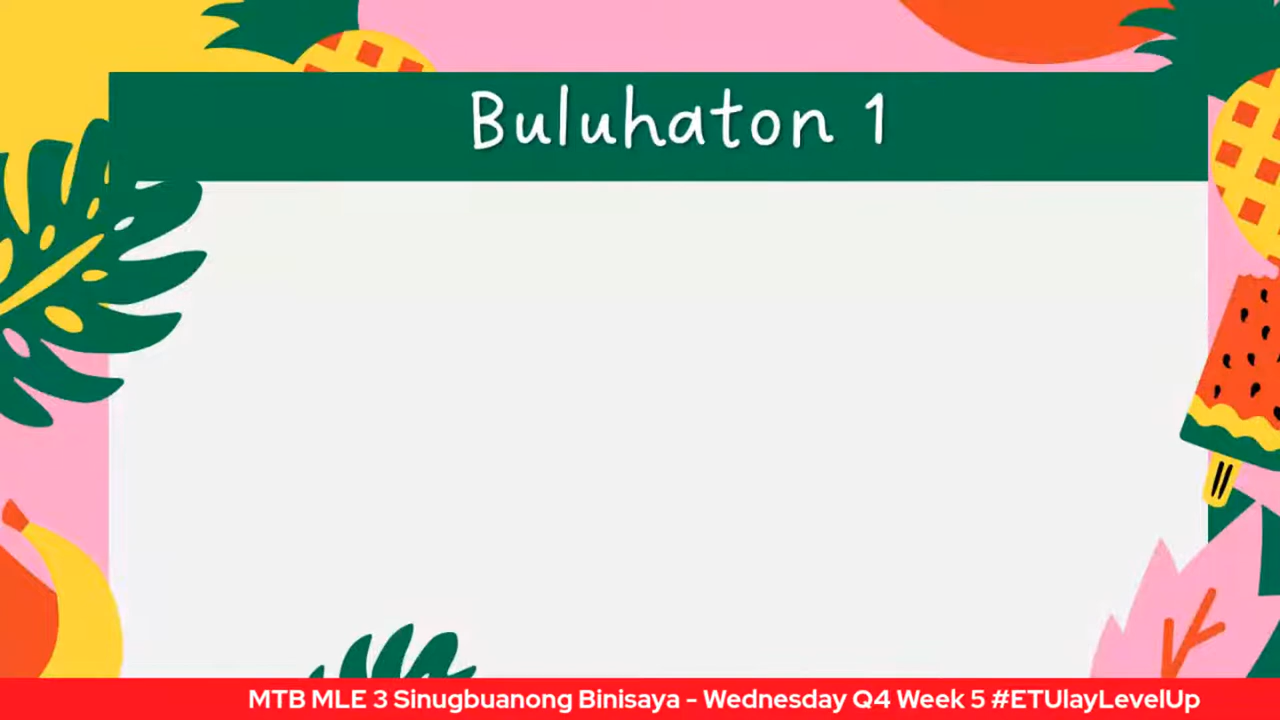 Buluhaton 1
MTB MLE 3 Sinugbuanong Binisaya - Wednesday Q4 Week 5 #ETUlayLevelUp